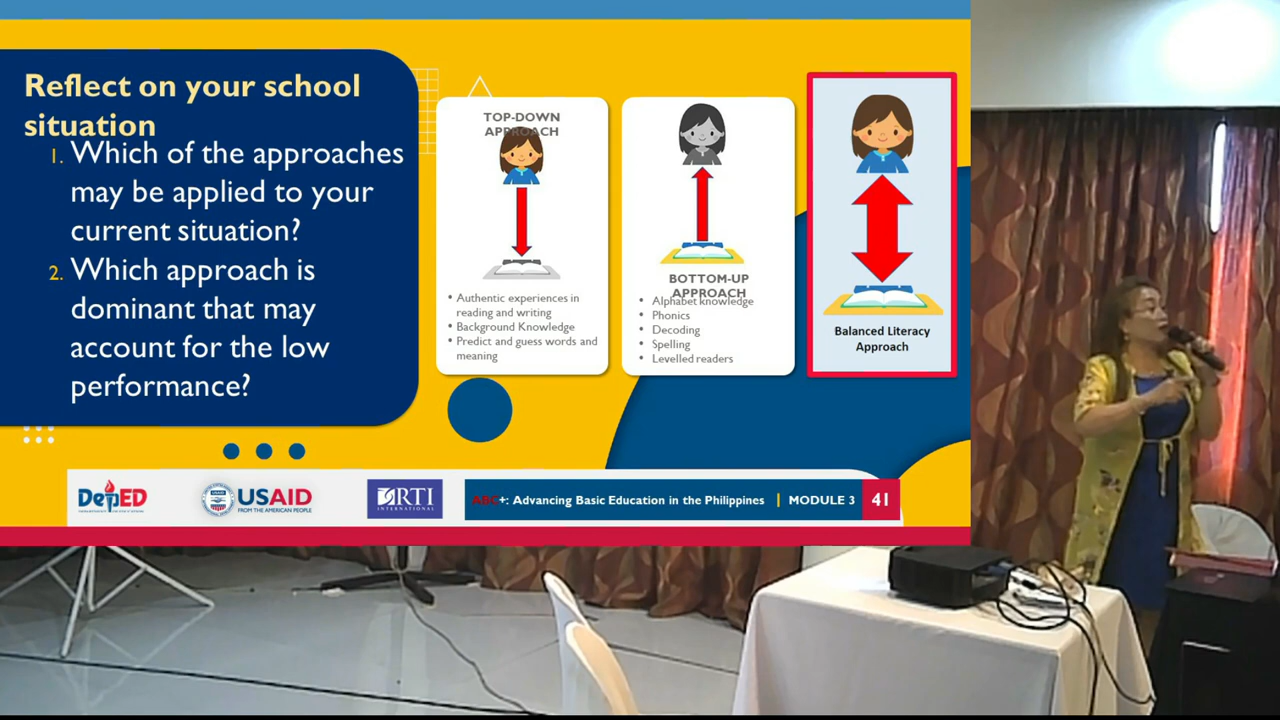 Reflect on your school
situation
1. Which of the approaches
may be applied to your
current situation?
2. Which approach is
dominant that may
account for the low
performance?
TOP-DOWN
APPROACH
• Authentic experiences in
reading and writing
• Background Knowledge
• Predict and guess words and
meaning
BOTTOM-UP
APPROACH
• Alphabet knowledge
• Phonics
• Decoding
• Spelling
• Levelled readers
Balanced Literacy
Approach
DepED
USAID
FROM THE AMERICAN PEOPLE
RTI
INTERNATIONAL
ABC+: Advancing Basic Education in the Philippines | MODULE 3 41